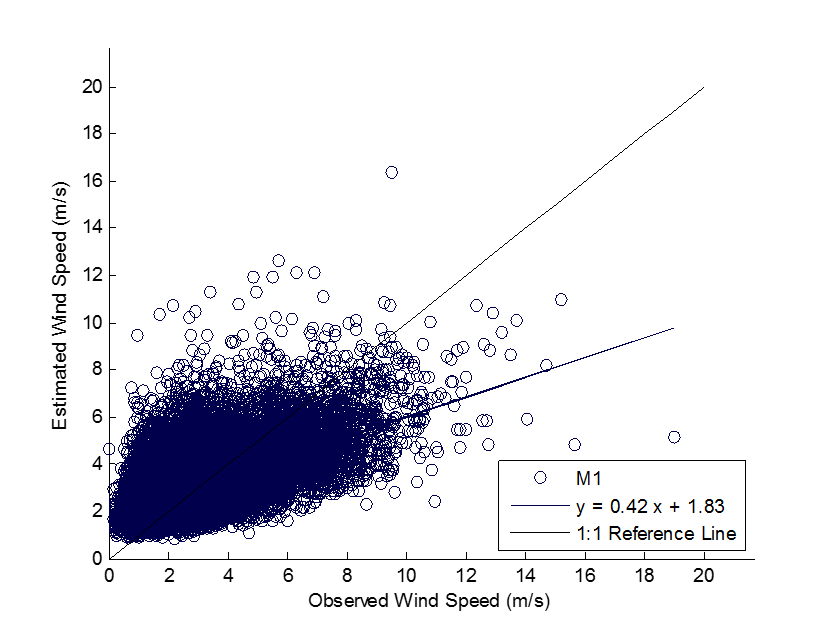 20
18
16
14
12
10
8
6
4
2
0
Estimated Wind Speed (m/s)
M1
y = 0.42 x + 1.83
1:1 Reference Line
0 2 4 6 8 10 12 14 16 18 20
Observed Wind Speed (m/s)